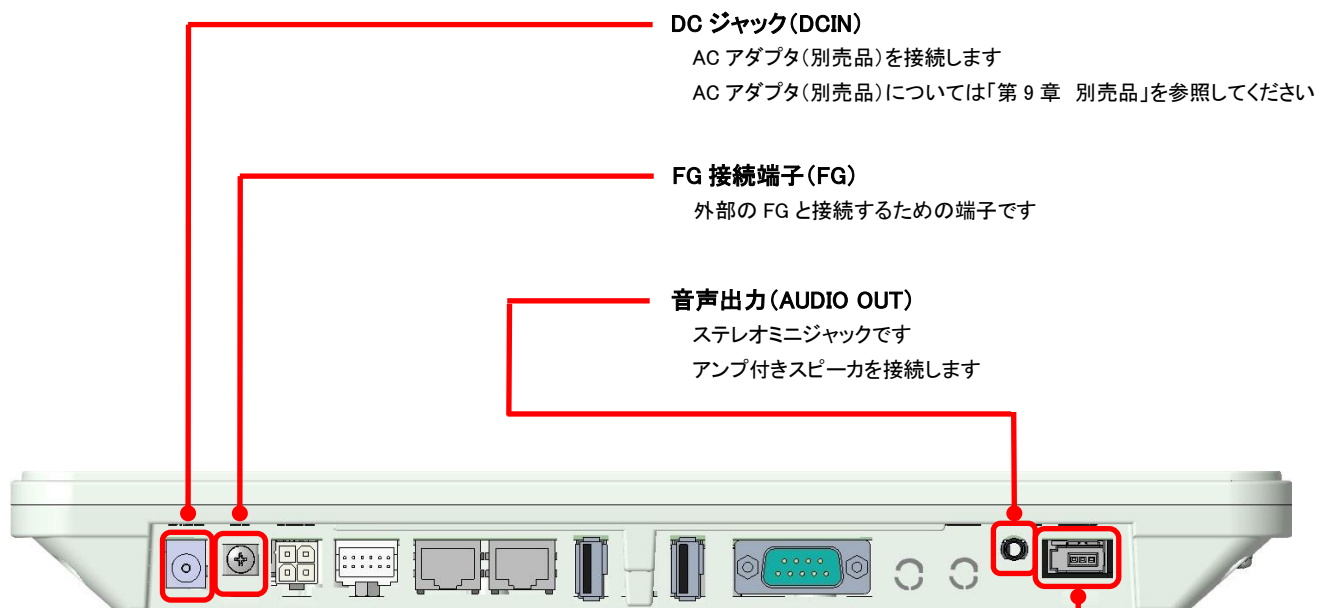 DC ジャック(DCIN)
AC アダプタ(別売品)を接続します
AC アダプタ(別売品)については「第 9 章 別売品」を参照してください
FG 接続端子(FG)
外部の FG と接続するための端子です
音声出力(AUDIO OUT)
ステレオミニジャックです
アンプ付きスピーカを接続します